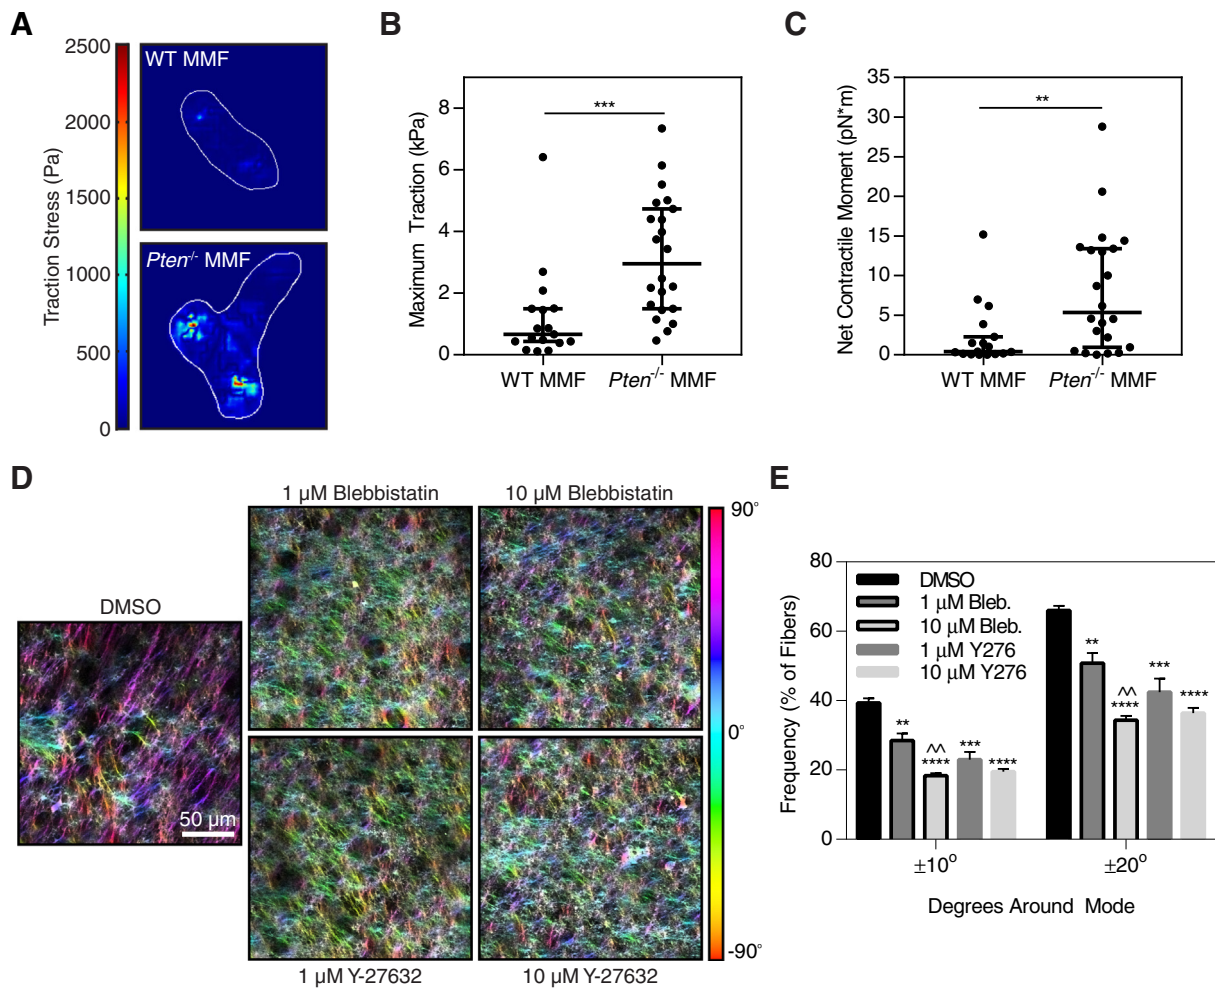 A
2500
2000
1500
1000
500
0
Traction Stress (Pa)
WT MMF
Pten-/- MMF
B
Maximum Traction (kPa)
8
6
4
2
0
***
WT MMF
Pten-/- MMF
C
Net Contractile Moment (pN*m)
35
30
25
20
15
10
5
0
**
WT MMF
Pten-/- MMF
D
DMSO
50 µm
1 µM Blebbistatin
10 µM Blebbistatin
1 µM Y-27632
10 µM Y-27632
90°
0°
-90°
E
Frequency (% of Fibers)
80
60
40
20
0
DMSO
1 µM Bleb.
10 µM Bleb.
1 µM Y276
10 µM Y276
**
^^
****
***
****
**
^^
****
***
****
±10°
±20°
Degrees Around Mode